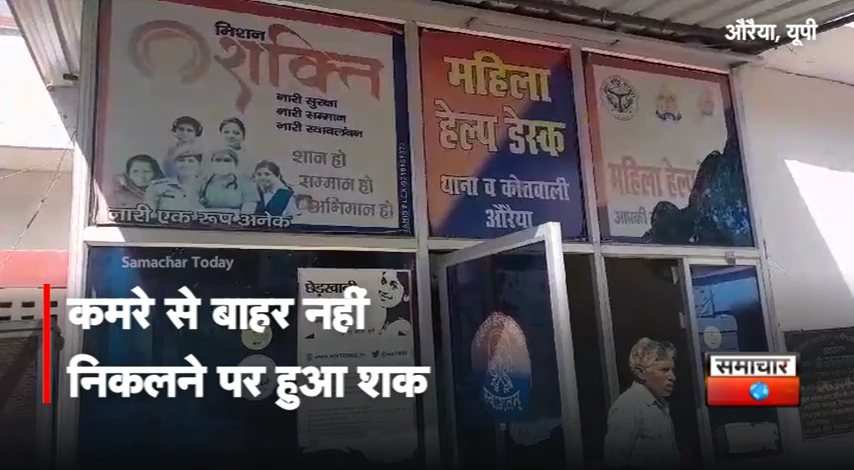 औरैया, यूपी
मिशन
शक्ति
नारी सुरक्षा
नारी सम्मान
नारी स्वावलंबन
शान हो
सम्मान हो
अभिमान हो
नारी एक रूप अनेक
महिला
हेल्प डेस्क
थाना व कोतवाली
औरैया
महिला हेल्प
आपकी
Samachar Today
छेड़खानी
कमरे से बाहर नहीं
निकलने पर हुआ शक
समाचार